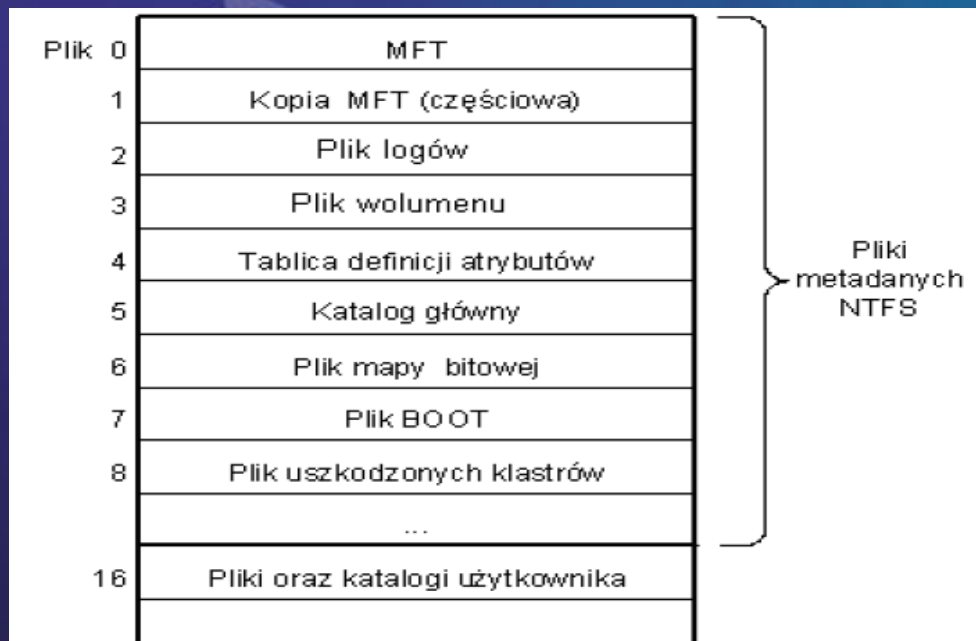 Plik 0 MFT
1 Kopia MFT (częściowa)
2 Plik logów
3 Plik wolumenu
4 Tablica definicji atrybutów
5 Katalog główny
6 Plik mapy bitowej
7 Plik BOOT
8 Plik uszkodzonych klastrów
...
16 Pliki oraz katalogi użytkownika
Pliki
metadanych
NTFS